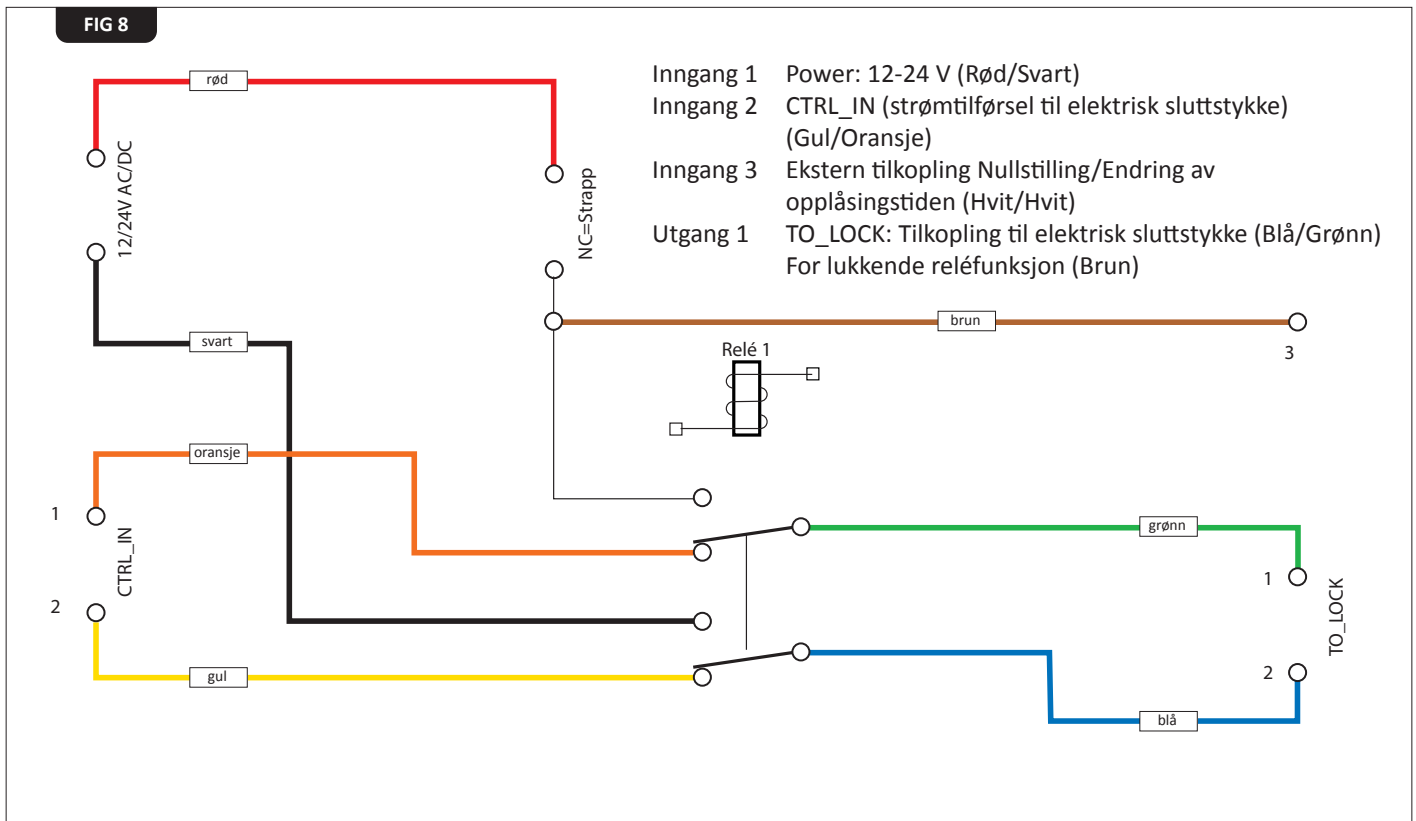 FIG 8
rød
Inngang 1 Power: 12-24 V (Rød/Svart)
Inngang 2 CTRL_IN (strømtilførsel til elektrisk sluttstykke)
(Gul/Oransje)
Inngang 3 Ekstern tilkopling Nullstilling/Endring av
opplåsingstiden (Hvit/Hvit)
Utgang 1 TO_LOCK: Tilkopling til elektrisk sluttstykke (Blå/Grønn)
For lukkende reléfunksjon (Brun)
12/24V AC/DC
NC=Strapp
brun
3
svart
Relé 1
oransje
1
CTRL_IN
2
gul
grønn
1
TO_LOCK
2
blå